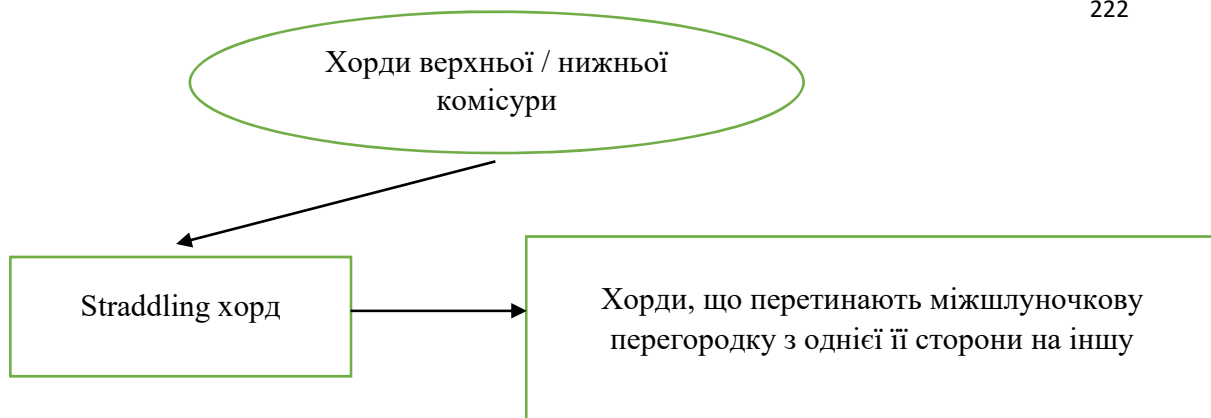 222
Хорди верхньої / нижньої
комісури
Straddling хорд
Хорди, що перетинають міжшлуночкову
перегородку з однієї її сторони на іншу